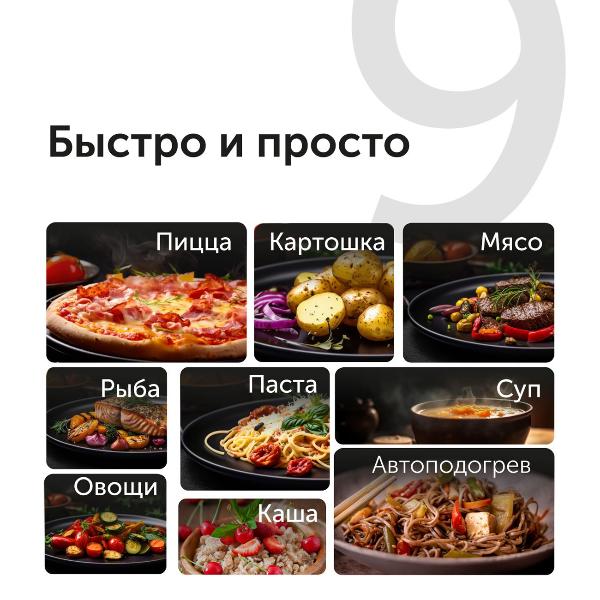 9
Быстро и просто
Пицца
Картошка
Мясо
Рыба
Паста
Суп
Овощи
Каша
Автоподогрев